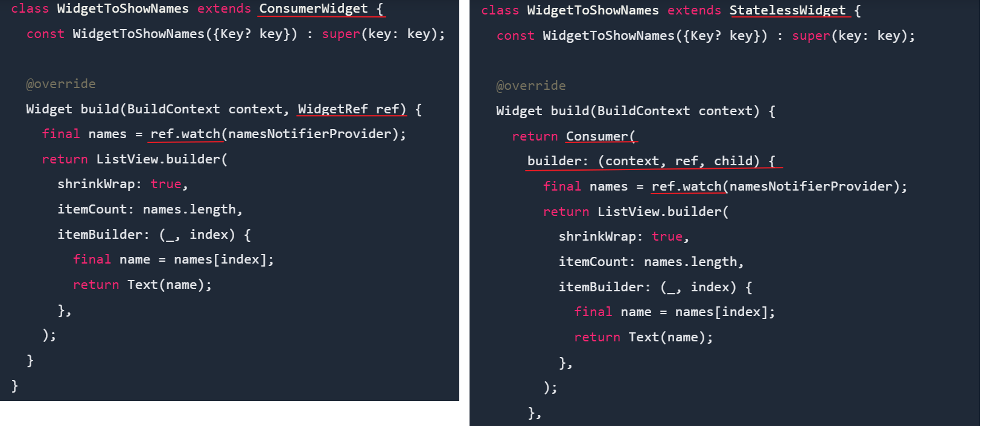 class WidgetToShowNames extends ConsumerWidget {
  const WidgetToShowNames({Key? key}) : super(key: key);

  @override
  Widget build(BuildContext context, WidgetRef ref) {
    final names = ref.watch(namesNotifierProvider);
    return ListView.builder(
      shrinkWrap: true,
      itemCount: names.length,
      itemBuilder: (_, index) {
        final name = names[index];
        return Text(name);
      },
    );
  }
}
class WidgetToShowNames extends StatelessWidget {
  const WidgetToShowNames({Key? key}) : super(key: key);

  @override
  Widget build(BuildContext context) {
    return Consumer(
      builder: (context, ref, child) {
        final names = ref.watch(namesNotifierProvider);
        return ListView.builder(
          shrinkWrap: true,
          itemCount: names.length,
          itemBuilder: (_, index) {
            final name = names[index];
            return Text(name);
          },
        );
      },